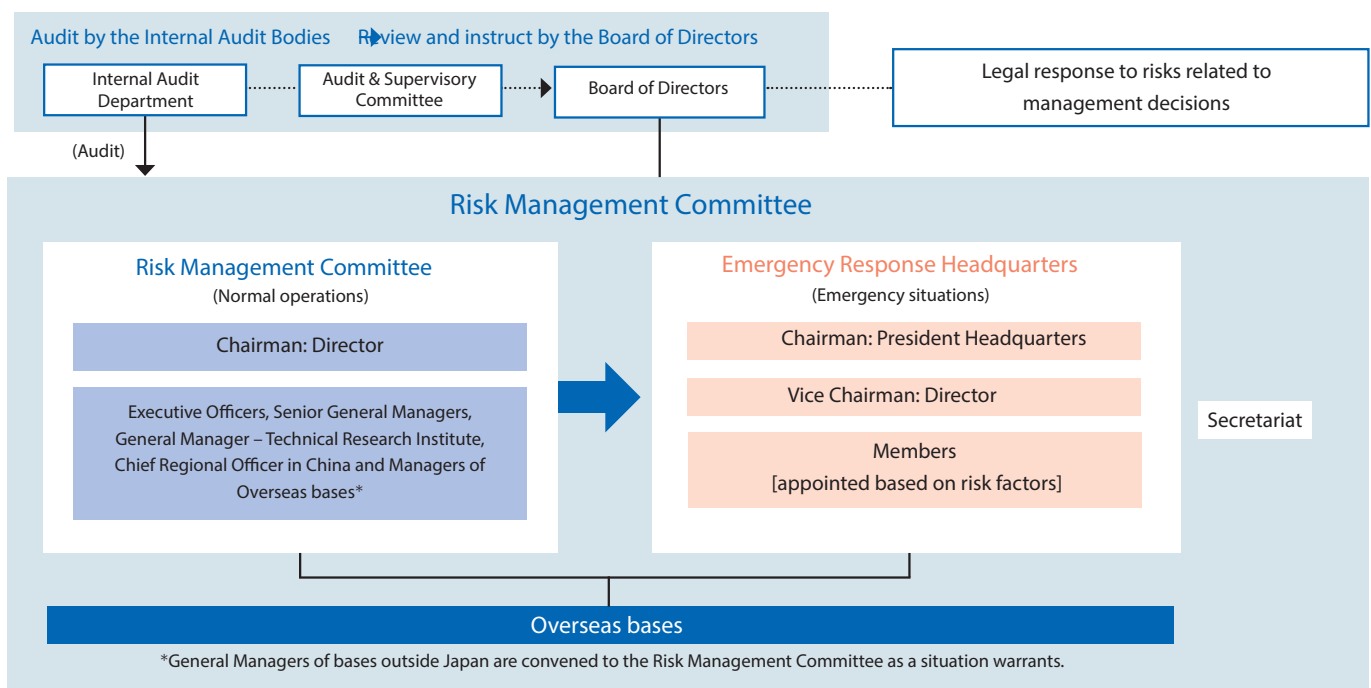 Audit by the Internal Audit Bodies
Review and instruct by the Board of Directors
Internal Audit
Department
Audit & Supervisory
Committee
Board of Directors
Legal response to risks related to
management decisions
(Audit)
Risk Management Committee
Risk Management Committee
(Normal operations)
Chairman: Director
Executive Officers, Senior General Managers,
General Manager – Technical Research Institute,
Chief Regional Officer in China and Managers of
Overseas bases*
Emergency Response Headquarters
(Emergency situations)
Chairman: President Headquarters
Vice Chairman: Director
Members
[appointed based on risk factors]
Secretariat
Overseas bases
*General Managers of bases outside Japan are convened to the Risk Management Committee as a situation warrants.